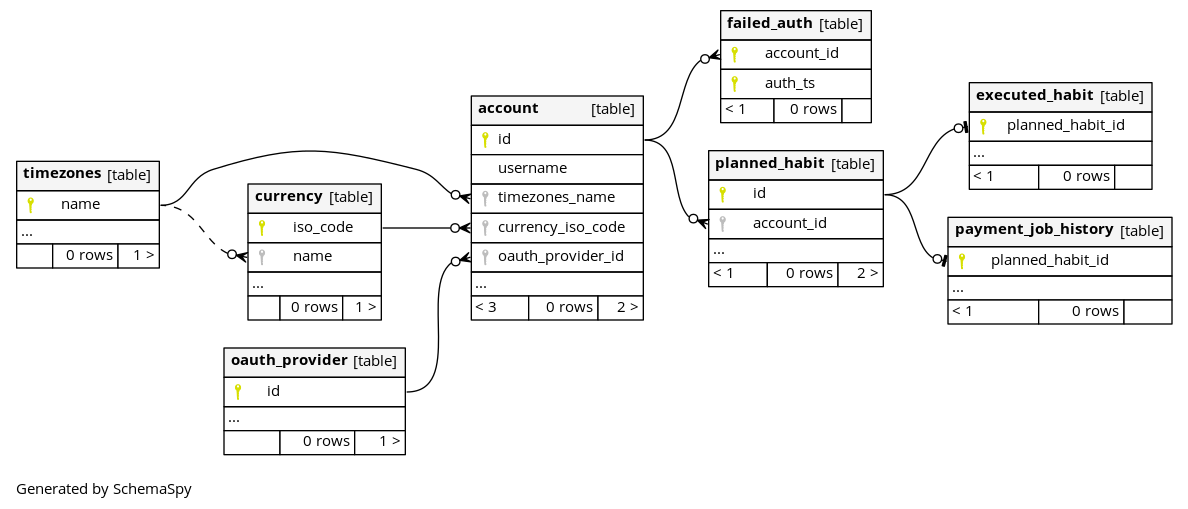 timezones [table]
name
...
0 rows 1 >
currency [table]
iso_code
name
...
0 rows 1 >
oauth_provider [table]
id
...
0 rows 1 >
account [table]
id
username
timezones_name
currency_iso_code
oauth_provider_id
...
< 3 0 rows 2 >
failed_auth [table]
account_id
auth_ts
< 1 0 rows
planned_habit [table]
id
account_id
...
< 1 0 rows 2 >
executed_habit [table]
planned_habit_id
...
< 1 0 rows
payment_job_history [table]
planned_habit_id
...
< 1 0 rows
Generated by SchemaSpy